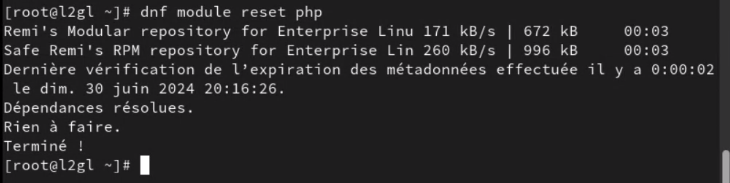 [root@l2gl ~]# dnf module reset php
Remi's Modular repository for Enterprise Linu 171 kB/s | 672 kB     00:03
Safe Remi's RPM repository for Enterprise Lin 260 kB/s | 996 kB     00:03
Dernière vérification de l’expiration des métadonnées effectuée il y a 0:00:02
 le dim. 30 juin 2024 20:16:26.
Dépendances résolues.
Rien à faire.
Terminé !
[root@l2gl ~]#